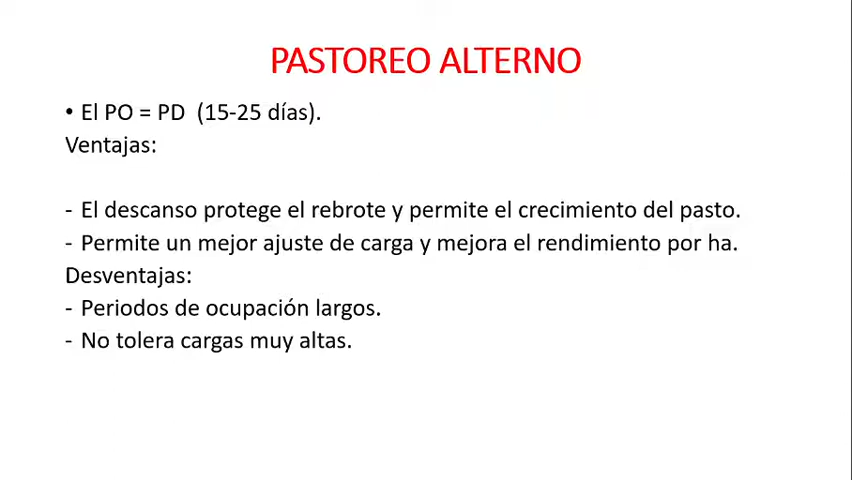 PASTOREO ALTERNO
• El PO = PD (15-25 días).
Ventajas:
- El descanso protege el rebrote y permite el crecimiento del pasto.
- Permite un mejor ajuste de carga y mejora el rendimiento por ha.
Desventajas:
- Periodos de ocupación largos.
- No tolera cargas muy altas.